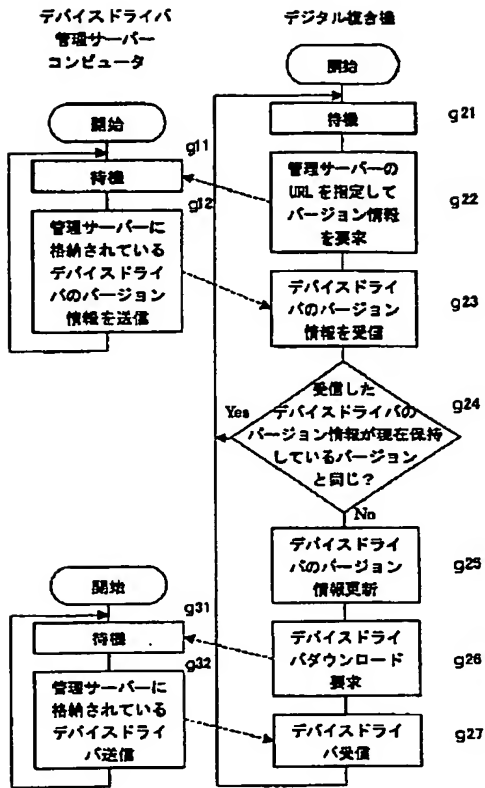 デバイスドライバ
管理サーバー
コンピュータ
開始
g11
待機
g12
管理サーバーに
格納されている
デバイスドライ
バのバージョン
情報を送信
開始
g31
待機
g32
管理サーバーに
格納されている
デバイスドライ
バ送信
デジタル複合機
開始
待機
g21
管理サーバーの
URLを指定して
バージョン情報
を要求
g22
デバイスドライ
バのバージョン
情報を受信
g23
受信した
デバイスドライバの
バージョン情報が現在保持
しているバージョン
と同じ?
g24
Yes
No
デバイスドライ
バのバージョン
情報更新
g25
デバイスドライ
バダウンロード
要求
g26
デバイスドライ
バ受信
g27